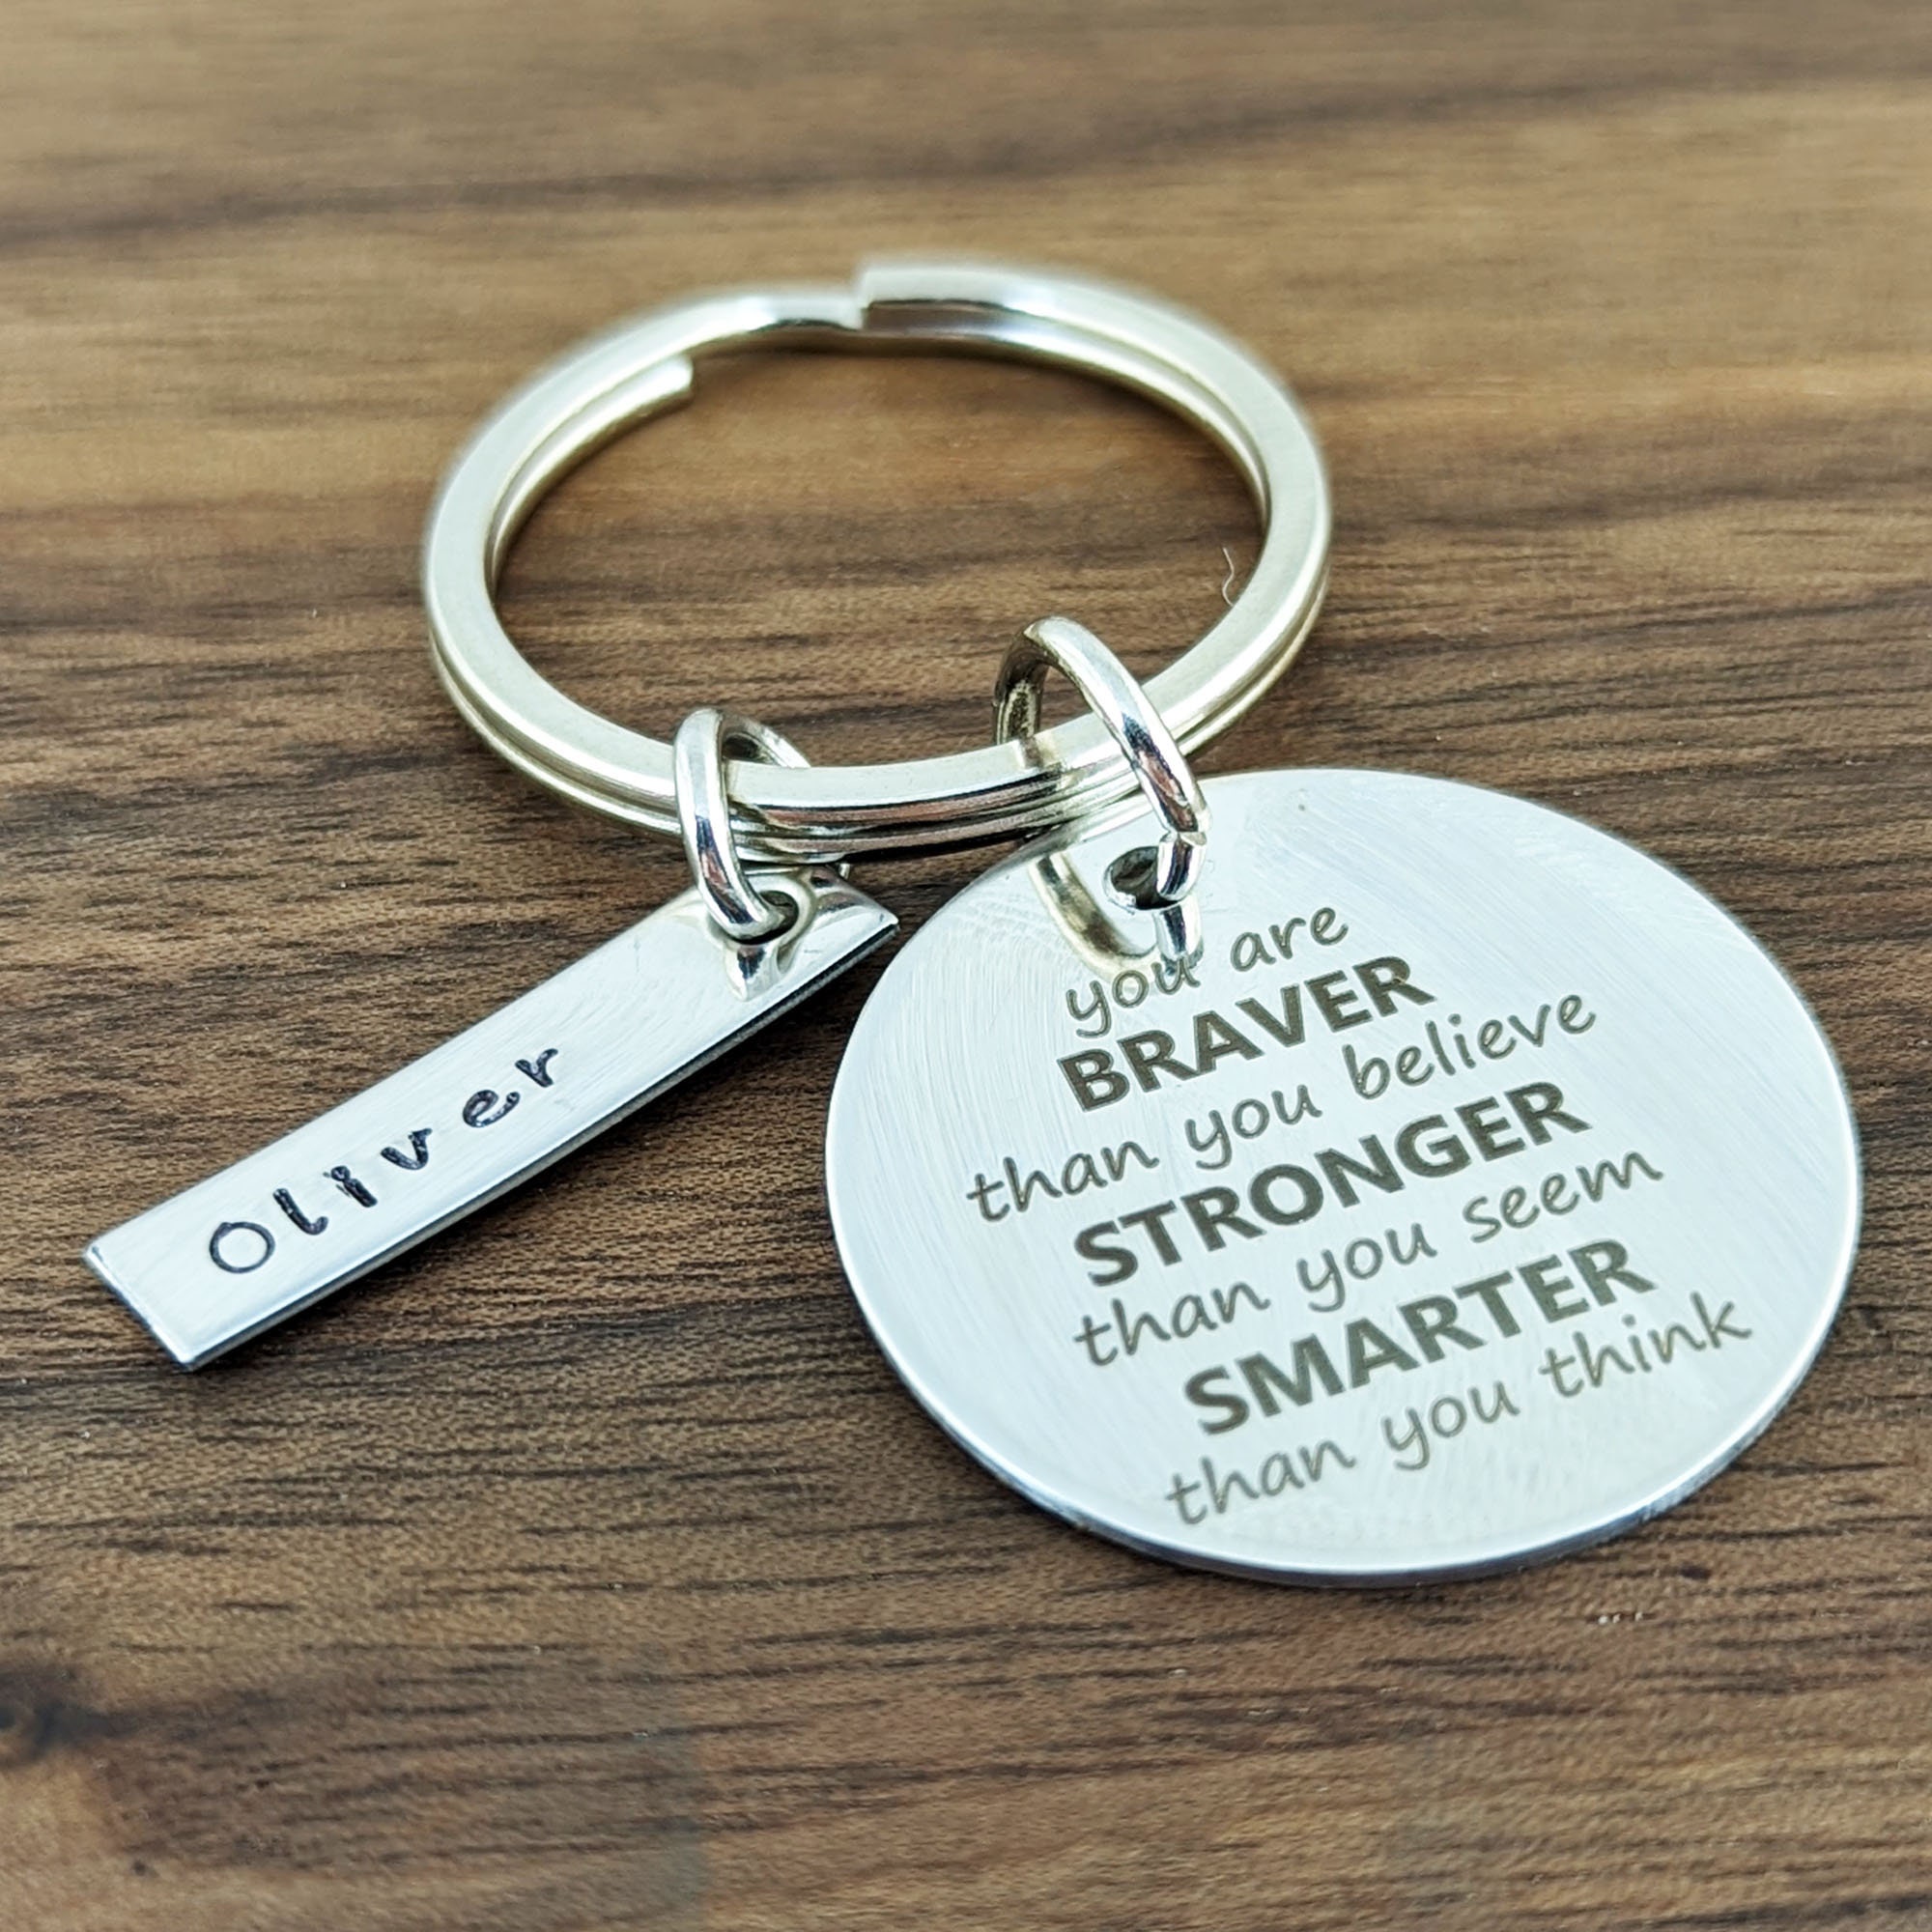 Oliver
you are
BRAVER
than you believe
STRONGER
than you seem
SMARTER
than you think